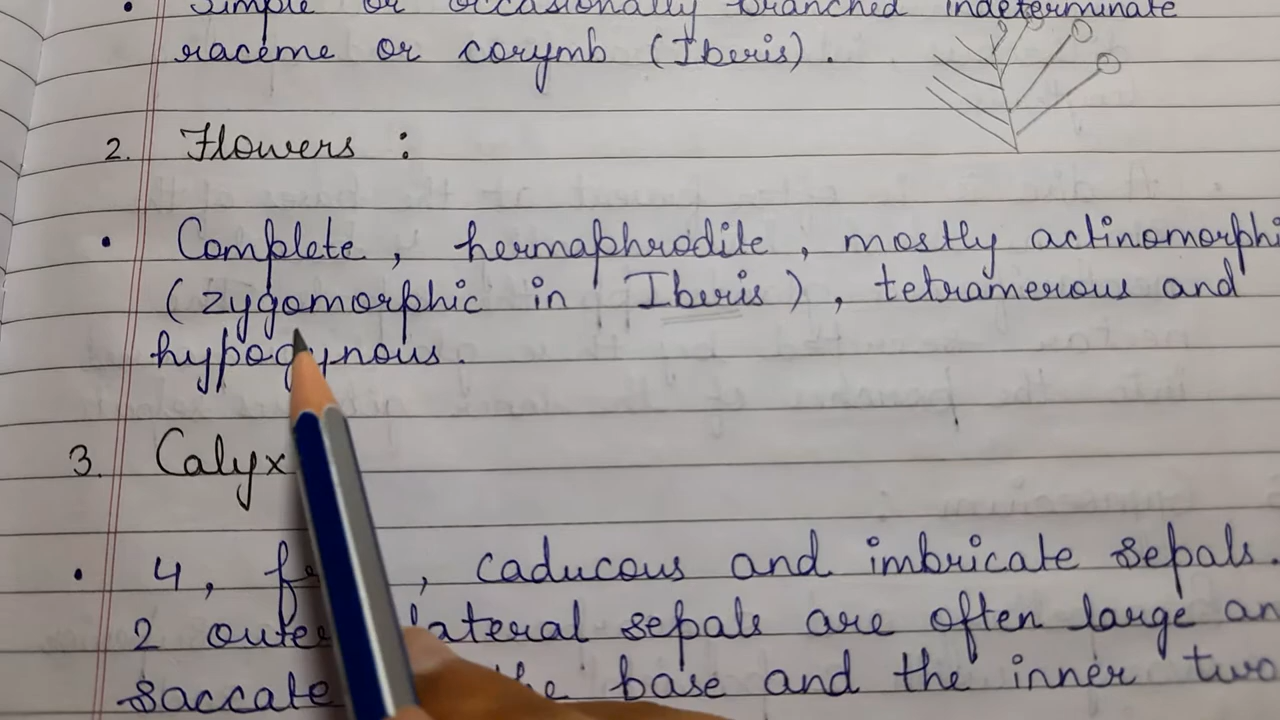 • Simple or occasionally branched indeterminate
raceme or corymb (Iberis).
2. Flowers :
• Complete, hermaphrodite, mostly actinomorphi
(zygomorphic in Iberis), tetramerous and
hypogynous.
3. Calyx
• 4, , caducous and imbricate sepals.
2 outer lateral sepals are often large an
saccate base and the inner two